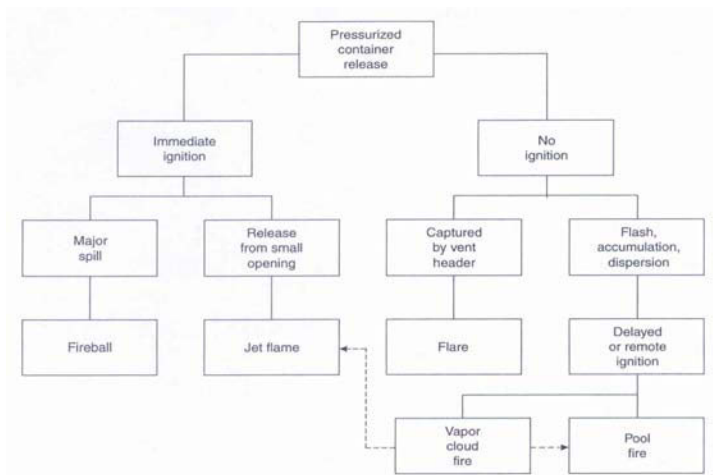 Pressurized
container
release
Immediate
ignition
No
ignition
Major
spill
Release
from small
opening
Captured
by vent
header
Flash,
accumulation,
dispersion
Fireball
Jet flame
Flare
Delayed
or remote
ignition
Vapor
cloud
fire
Pool
fire